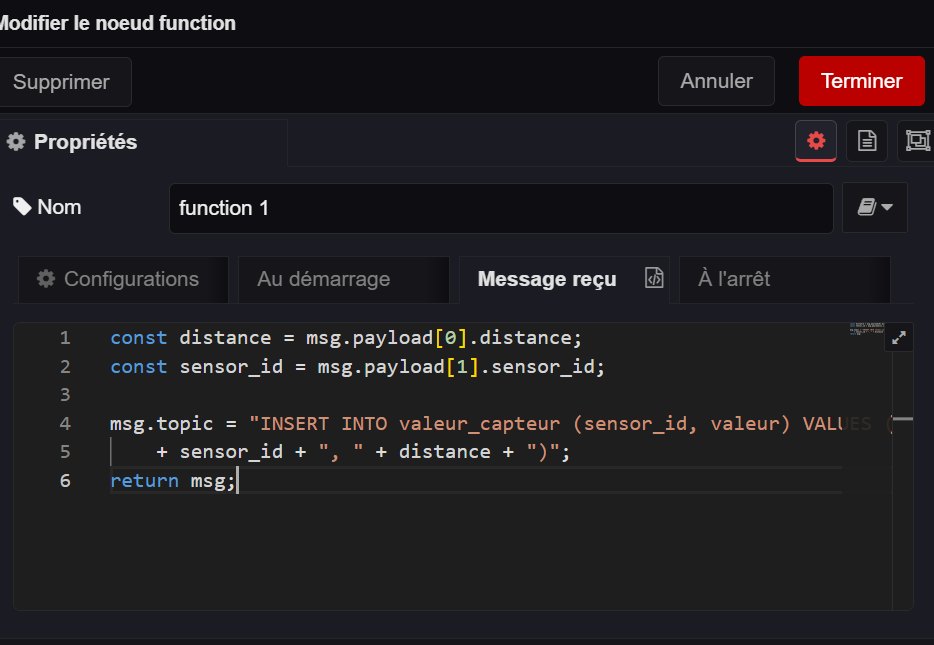 Modifier le noeud function
Supprimer
Annuler
Terminer
Propriétés
Nom
function 1
Configurations
Au démarrage
Message reçu
À l'arrêt
1 const distance = msg.payload[0].distance;
2 const sensor_id = msg.payload[1].sensor_id;
3
4 msg.topic = "INSERT INTO valeur_capteur (sensor_id, valeur) VALUES (
5 + sensor_id + ", " + distance + ")";
6 return msg;